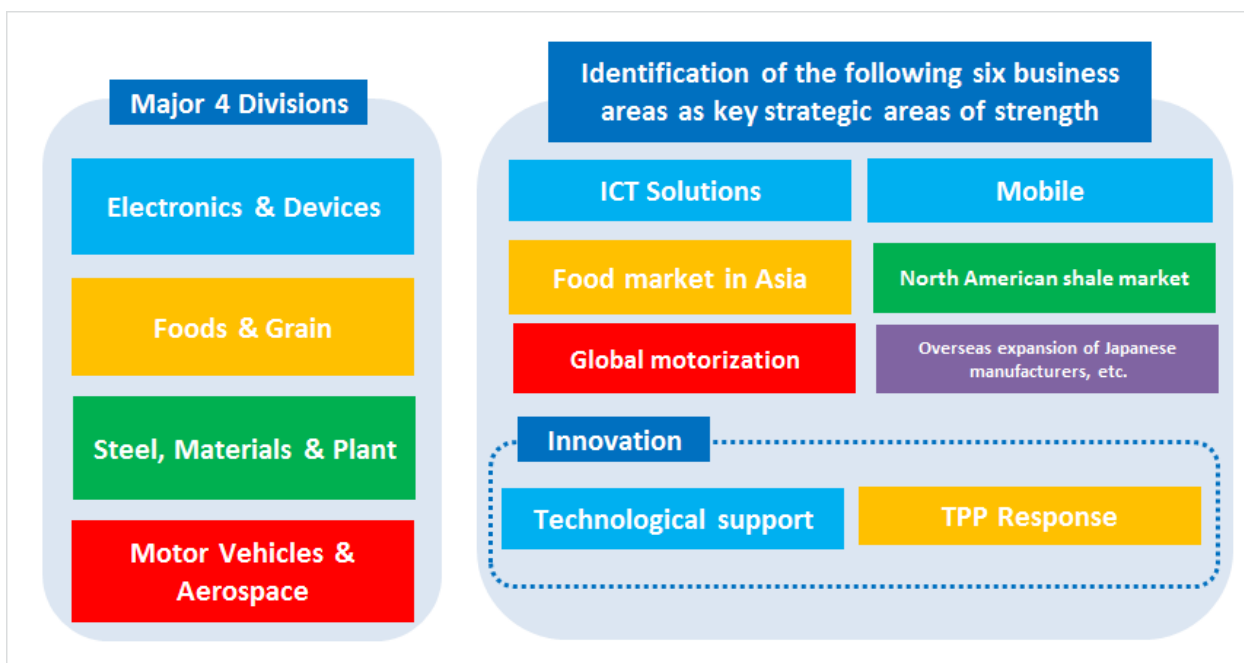 Major 4 Divisions
Electronics & Devices
Foods & Grain
Steel, Materials & Plant
Motor Vehicles &
Aerospace
Identification of the following six business
areas as key strategic areas of strength
ICT Solutions
Mobile
Food market in Asia
North American shale market
Global motorization
Overseas expansion of Japanese
manufacturers, etc.
Innovation
Technological support
TPP Response